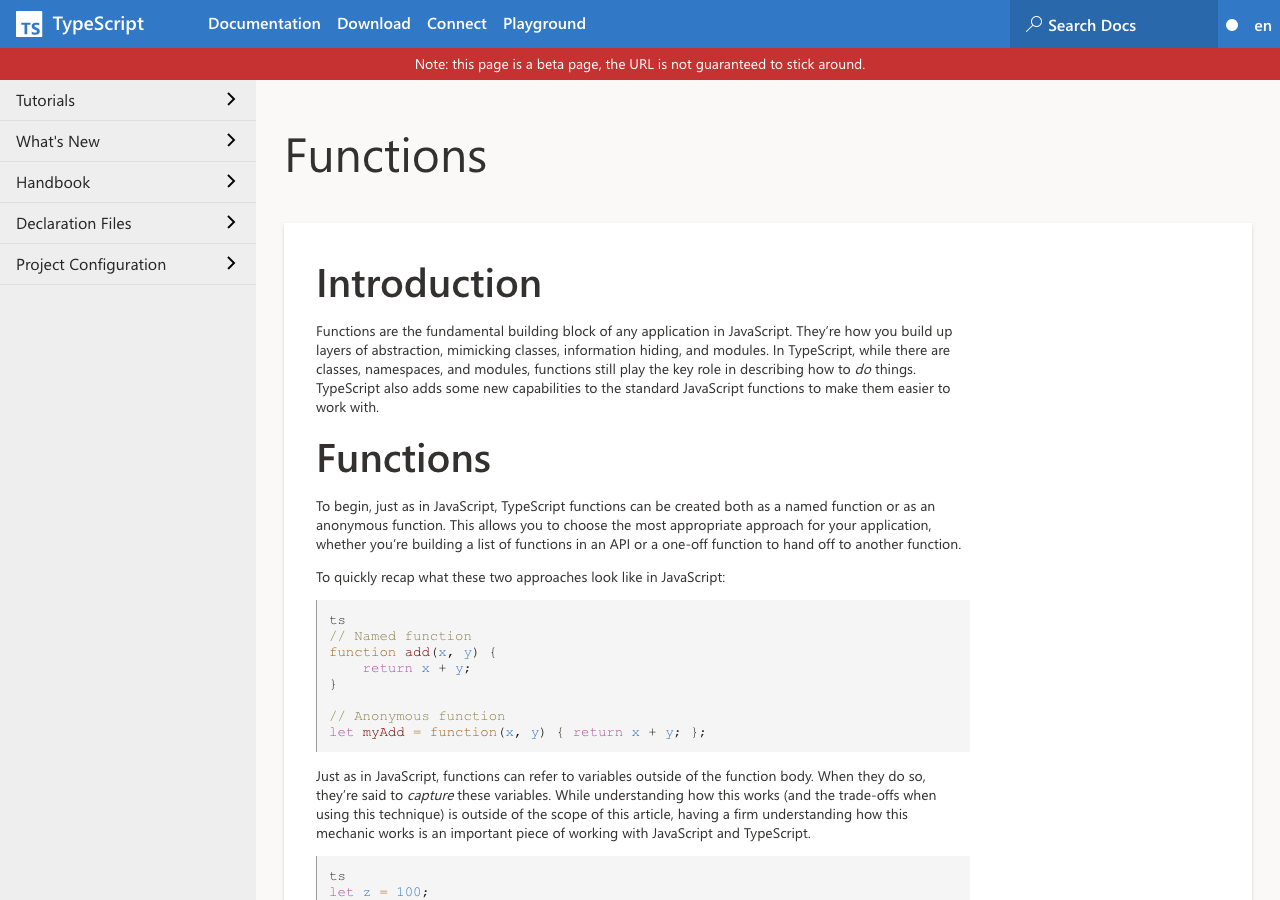 TS TypeScript Documentation Download Connect Playground Search Docs en
Note: this page is a beta page, the URL is not guaranteed to stick around.
Tutorials
What's New
Handbook
Declaration Files
Project Configuration
Functions
Introduction
Functions are the fundamental building block of any application in JavaScript. They’re how you build up
layers of abstraction, mimicking classes, information hiding, and modules. In TypeScript, while there are
classes, namespaces, and modules, functions still play the key role in describing how to do things.
TypeScript also adds some new capabilities to the standard JavaScript functions to make them easier to
work with.
Functions
To begin, just as in JavaScript, TypeScript functions can be created both as a named function or as an
anonymous function. This allows you to choose the most appropriate approach for your application,
whether you’re building a list of functions in an API or a one-off function to hand off to another function.
To quickly recap what these two approaches look like in JavaScript:
ts
// Named function
function add(x, y) {
    return x + y;
}
// Anonymous function
let myAdd = function(x, y) { return x + y; };
Just as in JavaScript, functions can refer to variables outside of the function body. When they do so,
they’re said to capture these variables. While understanding how this works (and the trade-offs when
using this technique) is outside of the scope of this article, having a firm understanding how this
mechanic works is an important piece of working with JavaScript and TypeScript.
ts
let z = 100;